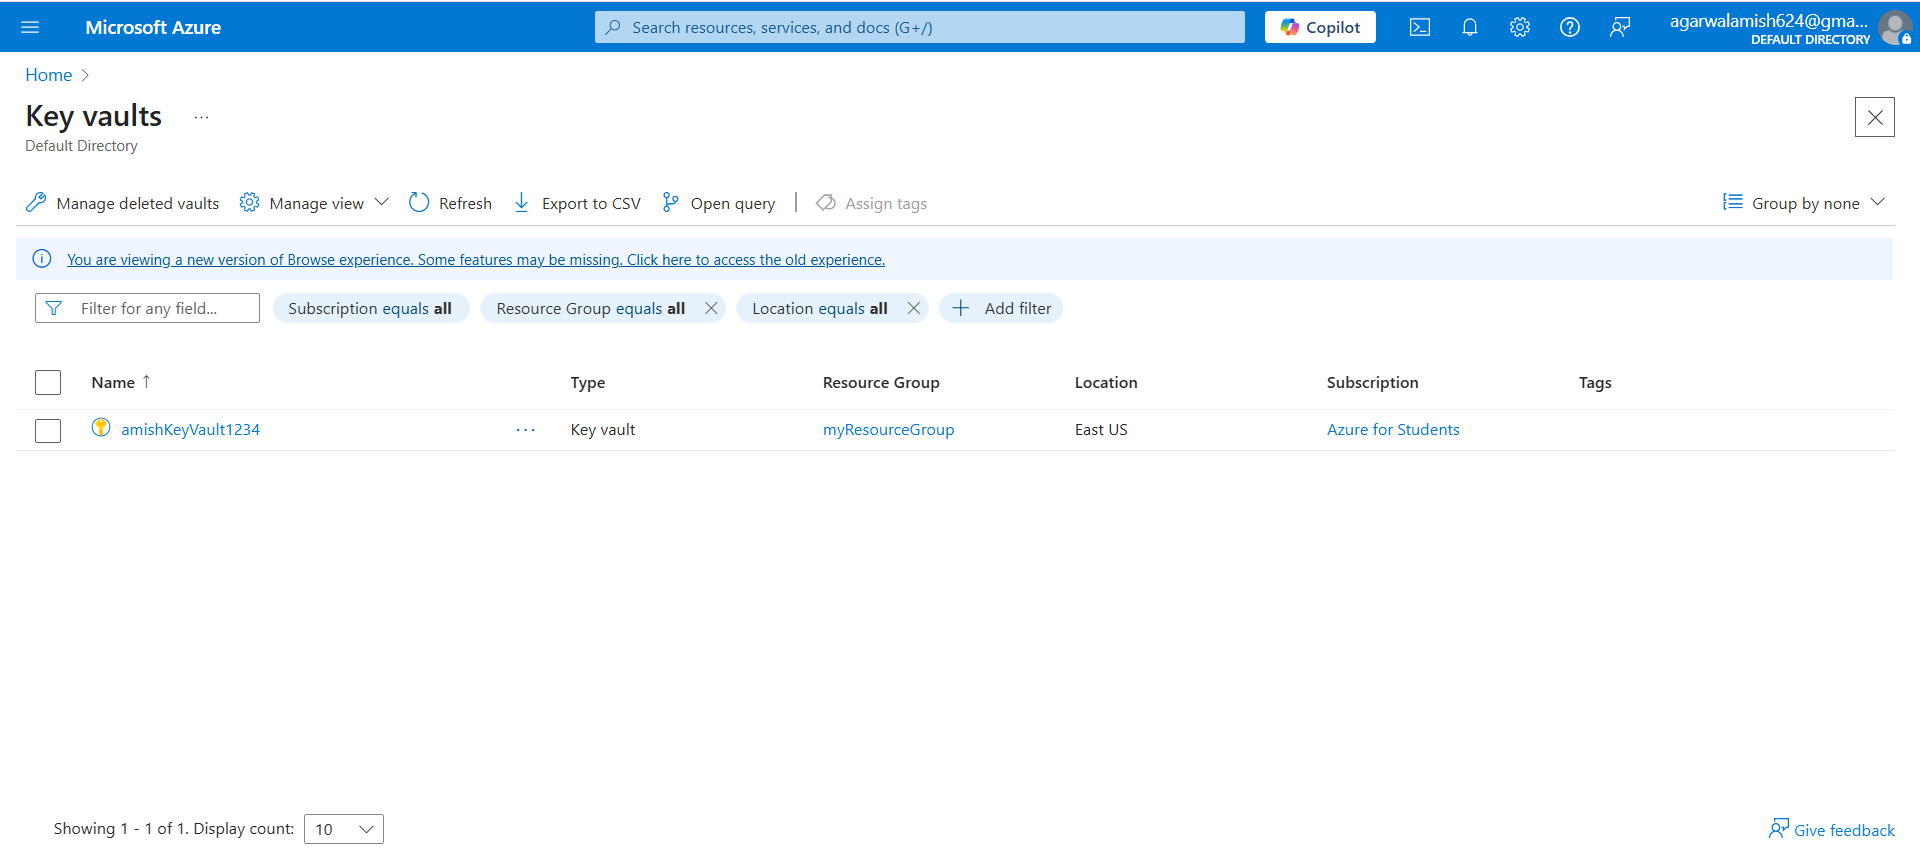 Microsoft Azure
Search resources, services, and docs (G+/)
Copilot
agarwalamish624@gma...
DEFAULT DIRECTORY
Home
Key vaults
...
Default Directory
Manage deleted vaults
Manage view
Refresh
Export to CSV
Open query
Assign tags
Group by none
You are viewing a new version of Browse experience. Some features may be missing. Click here to access the old experience.
Filter for any field...
Subscription equals all
Resource Group equals all
Location equals all
Add filter
Name ↑ Type Resource Group Location Subscription Tags
amishKeyVault1234 ... Key vault myResourceGroup East US Azure for Students
Showing 1 - 1 of 1. Display count: 10
Give feedback